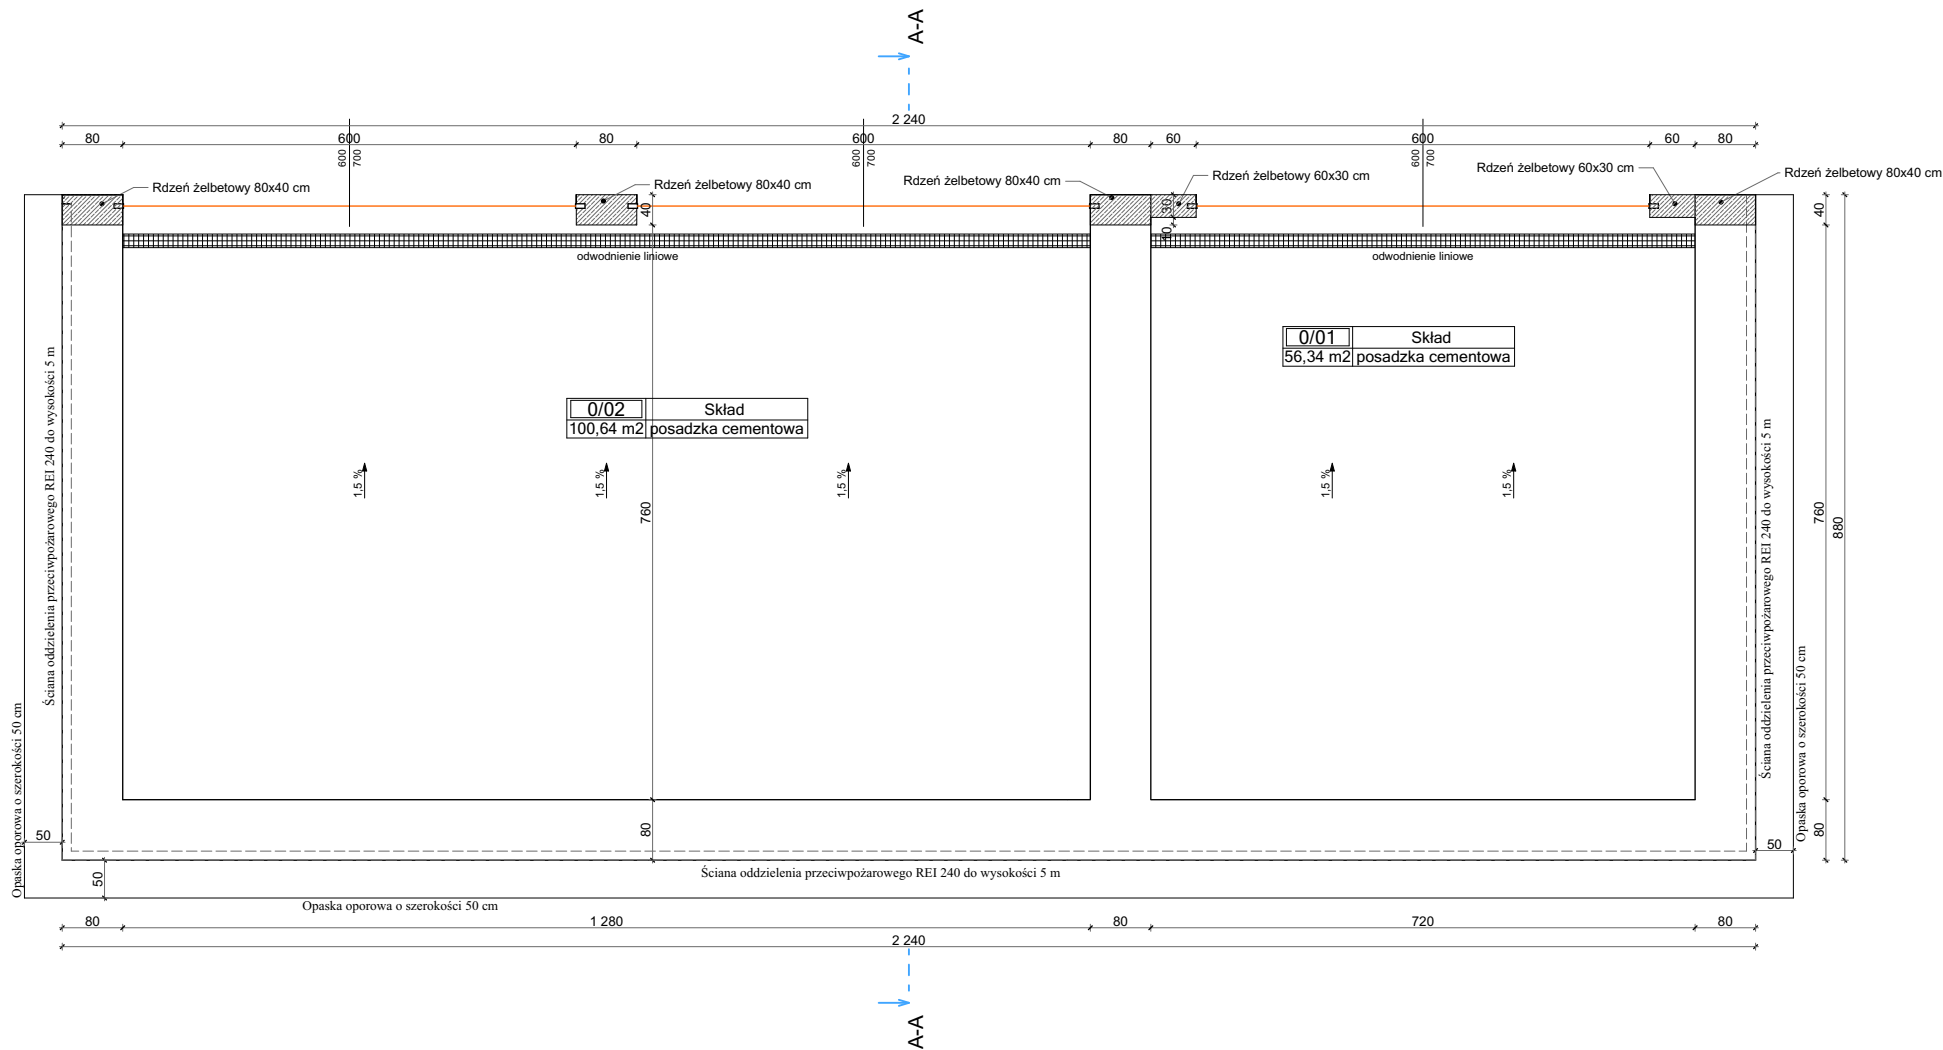 A-A
2 240
80
600
80
600
80
60
600
60
80
600
700
600
700
600
700
Rdzeń żelbetowy 80x40 cm
Rdzeń żelbetowy 80x40 cm
Rdzeń żelbetowy 80x40 cm
Rdzeń żelbetowy 60x30 cm
Rdzeń żelbetowy 60x30 cm
Rdzeń żelbetowy 80x40 cm
40
30
10
40
odwodnienie liniowe
odwodnienie liniowe
0/01 Skład
56,34 m2 posadzka cementowa
0/02 Skład
100,64 m2 posadzka cementowa
1,5 %
1,5 %
1,5 %
1,5 %
1,5 %
760
760
880
Ściana oddzielenia przeciwpożarowego REI 240 do wysokości 5 m
Ściana oddzielenia przeciwpożarowego REI 240 do wysokości 5 m
Opaska oporowa o szerokości 50 cm
Opaska oporowa o szerokości 50 cm
50
80
80
50
Ściana oddzielenia przeciwpożarowego REI 240 do wysokości 5 m
50
Opaska oporowa o szerokości 50 cm
80
1 280
80
720
80
2 240
A-A